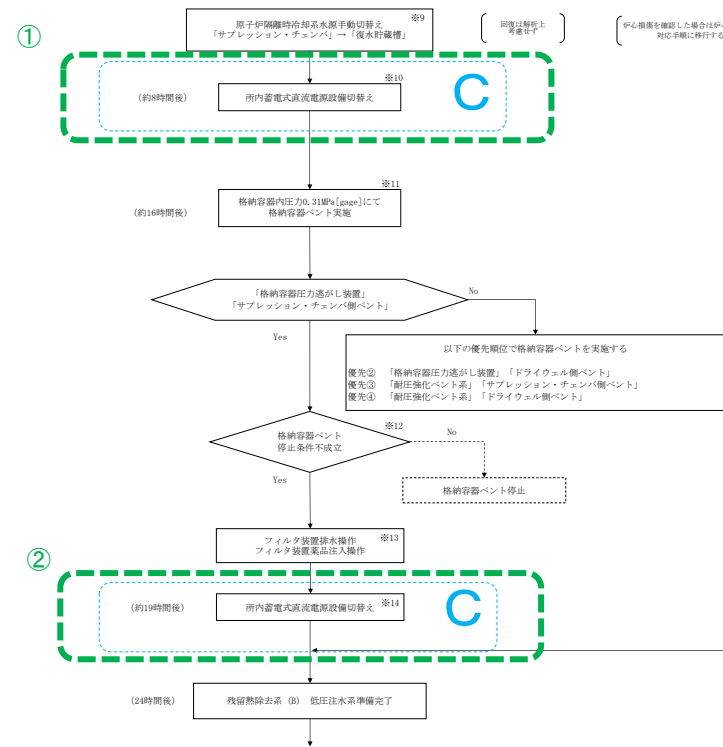 原子炉隔離時冷却系水源手動切替え ※9
「サプレッション・チェンバ」→「復水貯蔵槽」
回復は解析上
考慮せず
炉心損傷を確認した場合は炉心
対応手順に移行する
①
※10
(約8時間後)
所内蓄電式直流電源設備切替え
C
※11
(約16時間後)
格納容器内圧力0.31MPa[gage]にて
格納容器ベント実施
「格納容器圧力逃がし装置」
「サプレッション・チェンバ側ベント」
No
Yes
以下の優先順位で格納容器ベントを実施する
優先② 「格納容器圧力逃がし装置」「ドライウェル側ベント」
優先③ 「耐圧強化ベント系」「サプレッション・チェンバ側ベント」
優先④ 「耐圧強化ベント系」「ドライウェル側ベント」
※12
格納容器ベント
停止条件不成立
No
Yes
格納容器ベント停止
フィルタ装置排水操作 ※13
フィルタ装置薬品注入操作
②
(約19時間後)
所内蓄電式直流電源設備切替え ※14
C
(24時間後)
残留熱除去系 (B) 低圧注水系準備完了